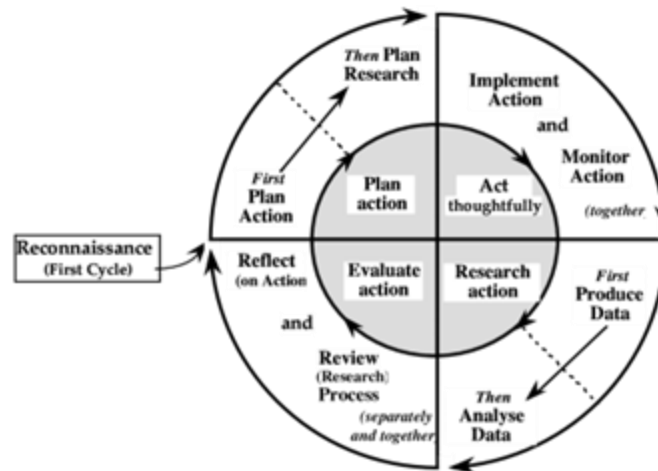 Then Plan
Research
First
Plan
Action
Implement
Action
and
Monitor
Action
(together
Plan
action
Act
thoughtfully
Reconnaissance
(First Cycle)
Reflect
(on Action
and
Review
(Research)
Process
(separately
and together,
Evaluate
action
Research
action
First
Produce
Data
Then
Analyse
Data